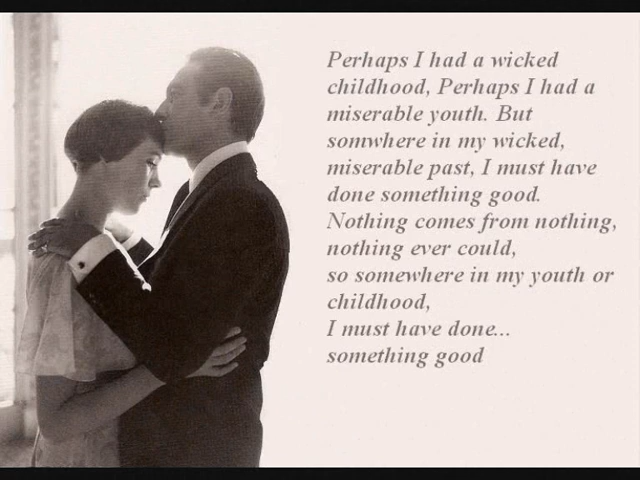 Perhaps I had a wicked
childhood, Perhaps I had a
miserable youth. But
somwhere in my wicked,
miserable past, I must have
done something good.
Nothing comes from nothing,
nothing ever could,
so somewhere in my youth or
childhood,
I must have done...
something good